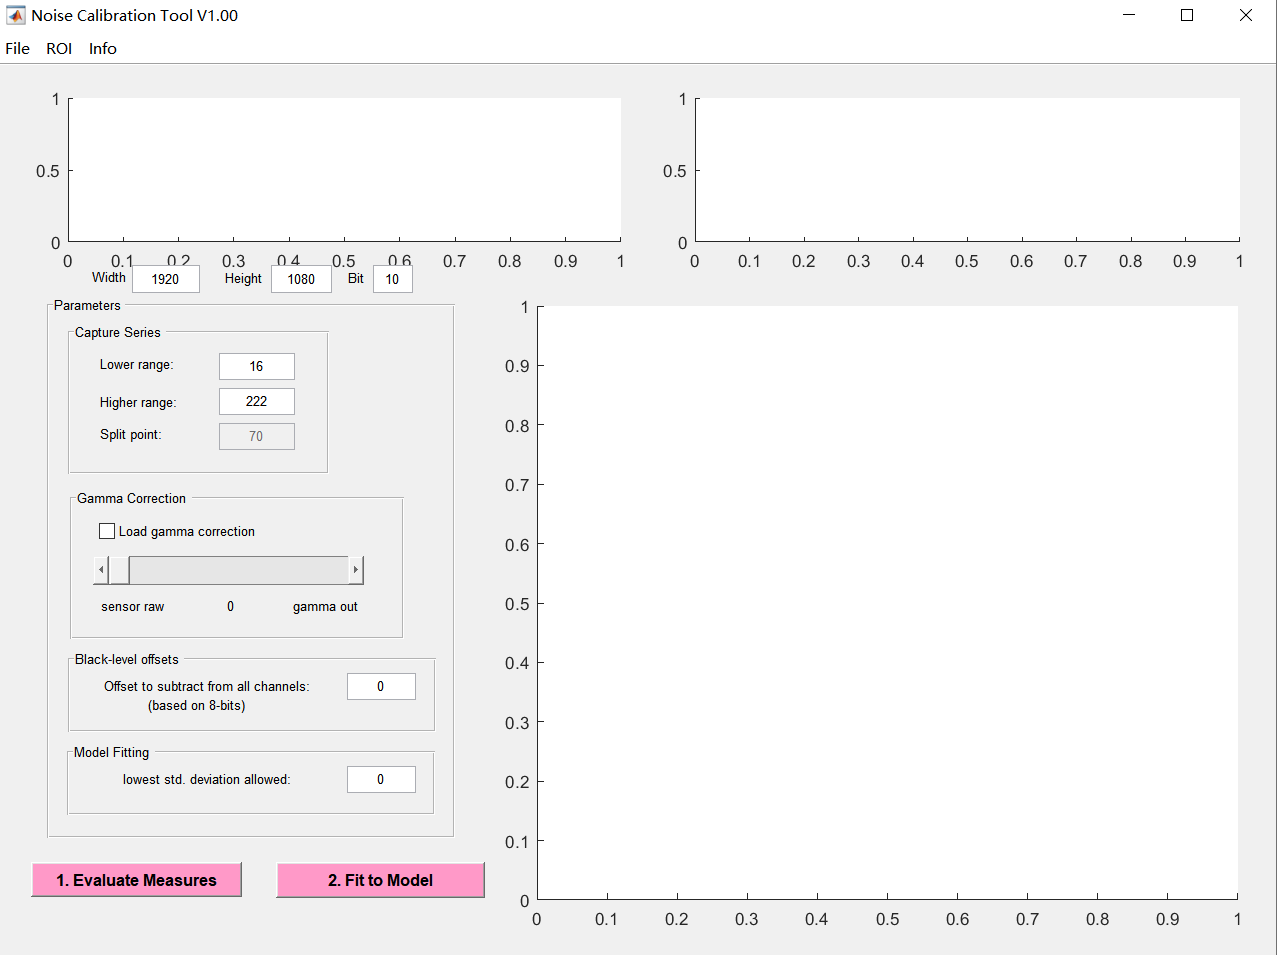 Noise Calibration Tool V1.00
File ROI Info
1
0.5
0
0 0.1 0.2 0.3 0.4 0.5 0.6 0.7 0.8 0.9 1
1
0.5
0
0 0.1 0.2 0.3 0.4 0.5 0.6 0.7 0.8 0.9 1
Width 1920 Height 1080 Bit 10
Parameters
Capture Series
Lower range: 16
Higher range: 222
Split point: 70
Gamma Correction
Load gamma correction
sensor raw 0 gamma out
Black-level offsets
Offset to subtract from all channels: 0
(based on 8-bits)
Model Fitting
lowest std. deviation allowed: 0
1. Evaluate Measures 2. Fit to Model
1
0.9
0.8
0.7
0.6
0.5
0.4
0.3
0.2
0.1
0
0 0.1 0.2 0.3 0.4 0.5 0.6 0.7 0.8 0.9 1